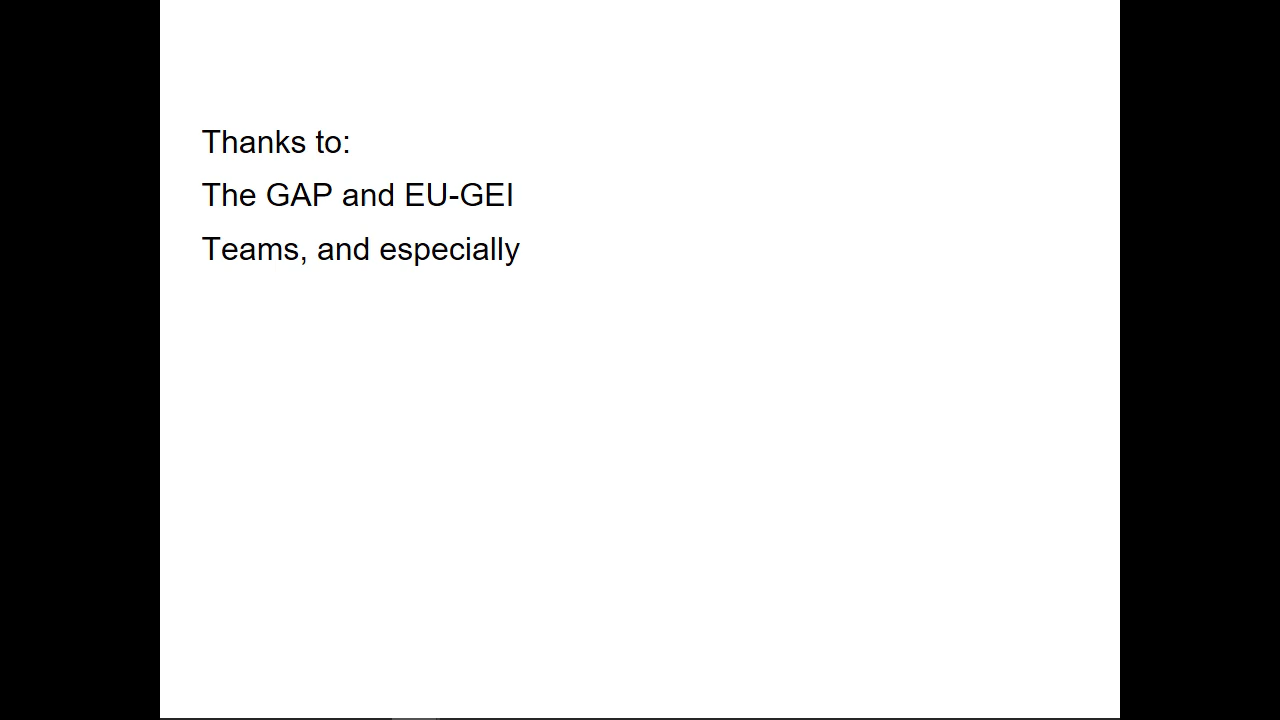 Thanks to:
The GAP and EU-GEI
Teams, and especially